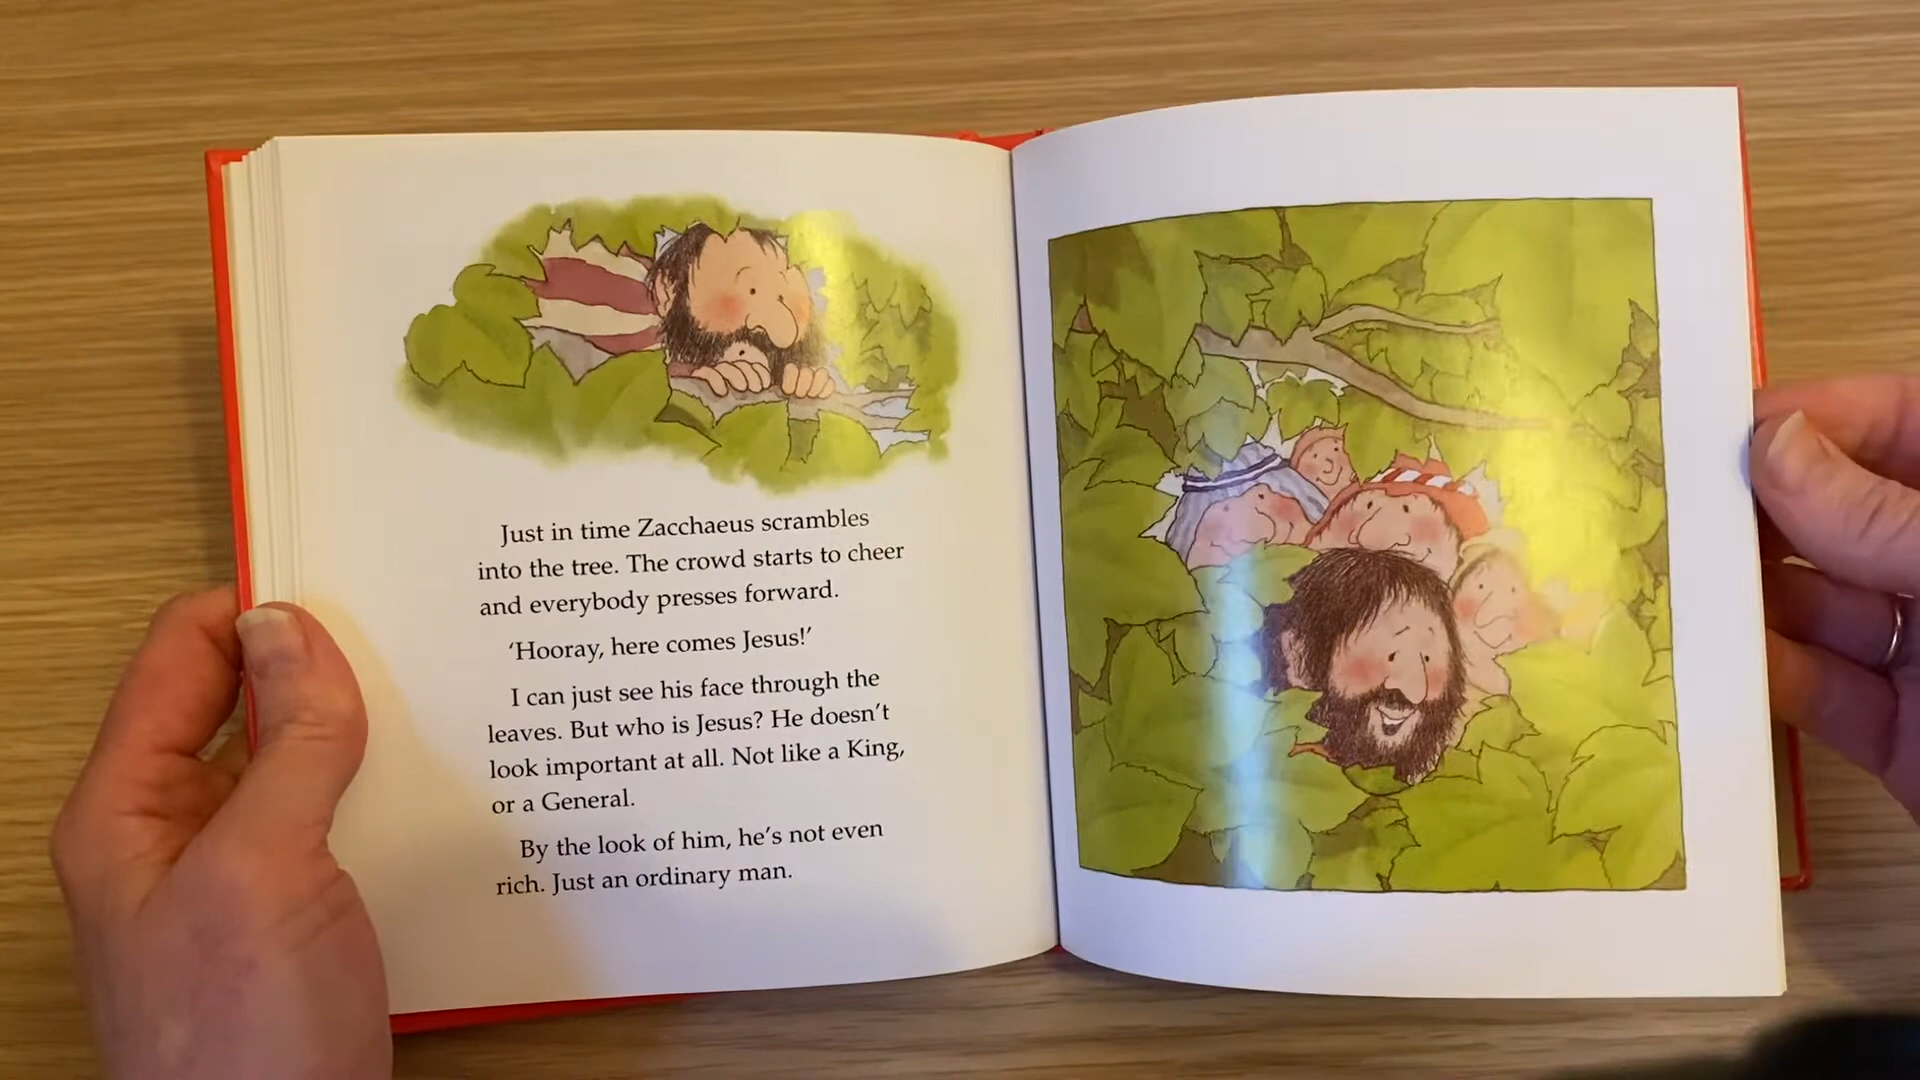 Just in time Zacchaeus scrambles
into the tree. The crowd starts to cheer
and everybody presses forward.
‘Hooray, here comes Jesus!’
I can just see his face through the
leaves. But who is Jesus? He doesn’t
look important at all. Not like a King,
or a General.
By the look of him, he’s not even
rich. Just an ordinary man.